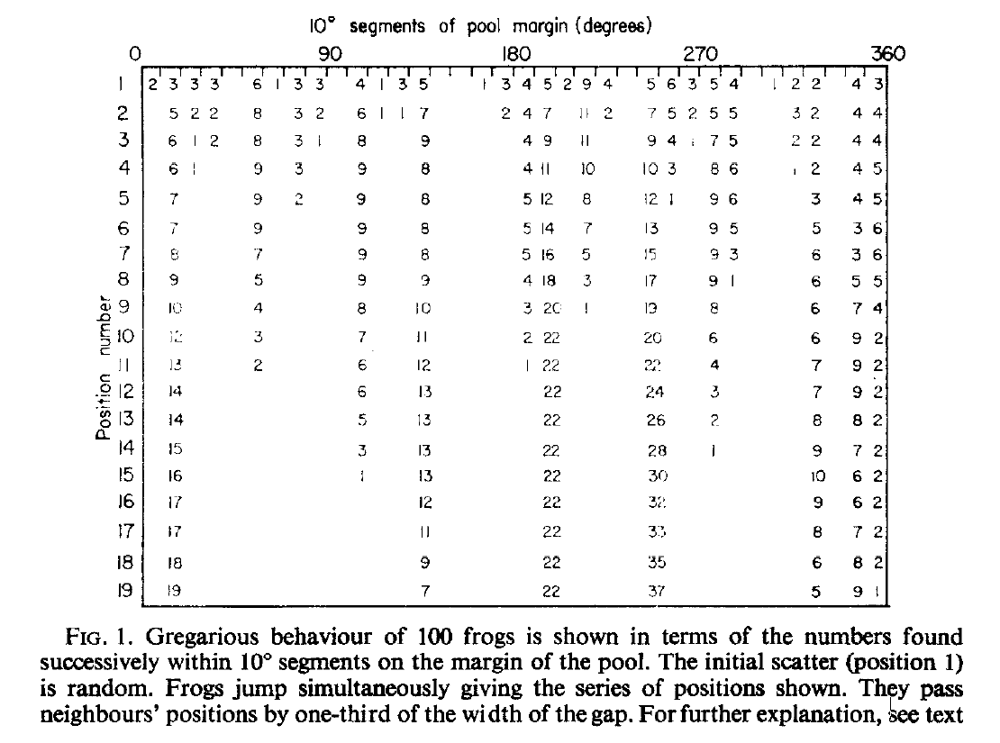 10° segments of pool margin (degrees)
0 90 180 270 360
Position number
1 2 3 3 3 6 1 3 3 4 1 3 5 1 3 4 5 2 9 4 5 6 3 5 4 1 2 2 4 3
2 5 2 2 8 3 2 6 1 1 7 2 4 7 11 2 7 5 2 5 5 3 2 4 4
3 6 1 2 8 3 1 8 9 4 9 11 9 4 1 7 5 2 2 4 4
4 6 1 9 3 9 8 4 11 10 10 3 8 6 1 2 4 5
5 7 9 2 9 8 5 12 8 12 1 9 6 3 4 5
6 7 9 9 8 5 14 7 13 9 5 5 3 6
7 8 7 9 8 5 16 5 15 9 3 6 3 6
8 9 5 9 9 4 18 3 17 9 1 6 5 5
9 10 4 8 10 3 20 1 19 8 6 7 4
10 12 3 7 11 2 22 20 6 6 9 2
11 13 2 6 12 1 22 22 4 7 9 2
12 14 6 13 22 24 3 7 9 2
13 14 5 13 22 26 2 8 8 2
14 15 3 13 22 28 1 9 7 2
15 16 1 13 22 30 10 6 2
16 17 12 22 32 9 6 2
17 17 11 22 33 8 7 2
18 18 9 22 35 6 8 2
19 19 7 22 37 5 9 1
FIG. 1. Gregarious behaviour of 100 frogs is shown in terms of the numbers found
successively within 10° segments on the margin of the pool. The initial scatter (position 1)
is random. Frogs jump simultaneously giving the series of positions shown. They pass
neighbours' positions by one-third of the width of the gap. For further explanation, see text